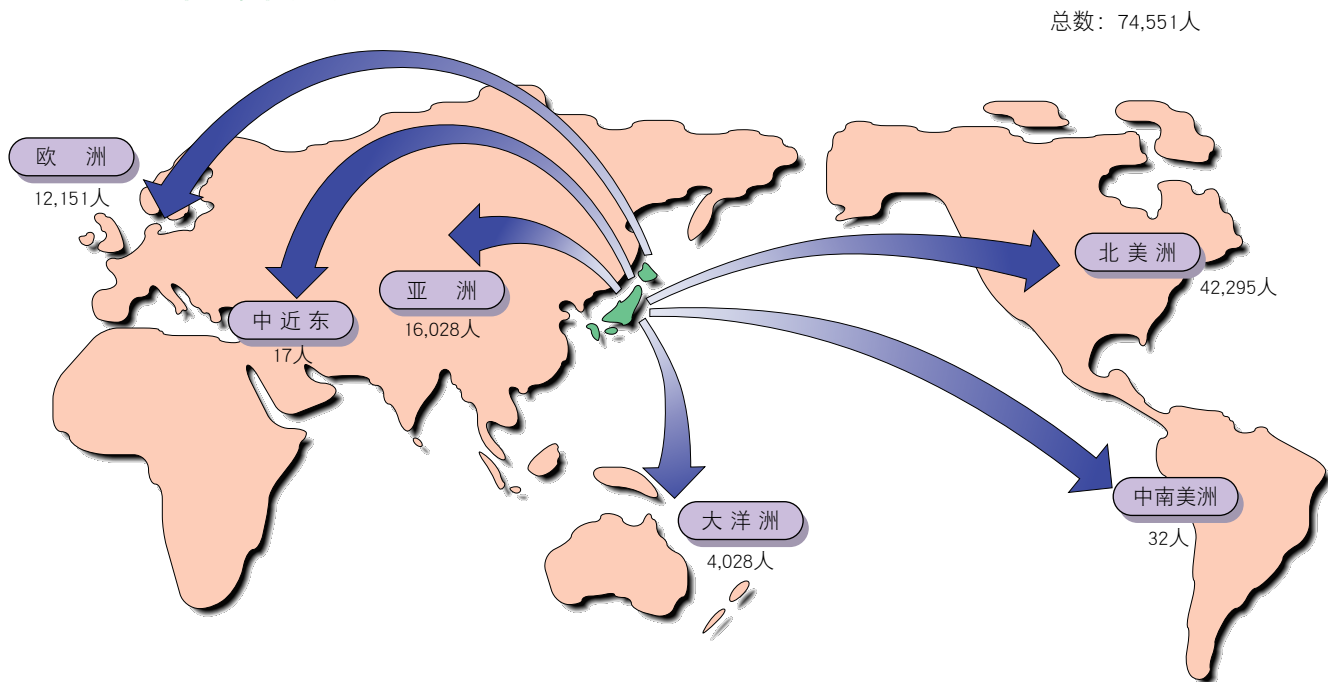 总数：74,551人
欧 洲
12,151人
中 近 东
17人
亚 洲
16,028人
北 美 洲
42,295人
大 洋 洲
4,028人
中南美洲
32人